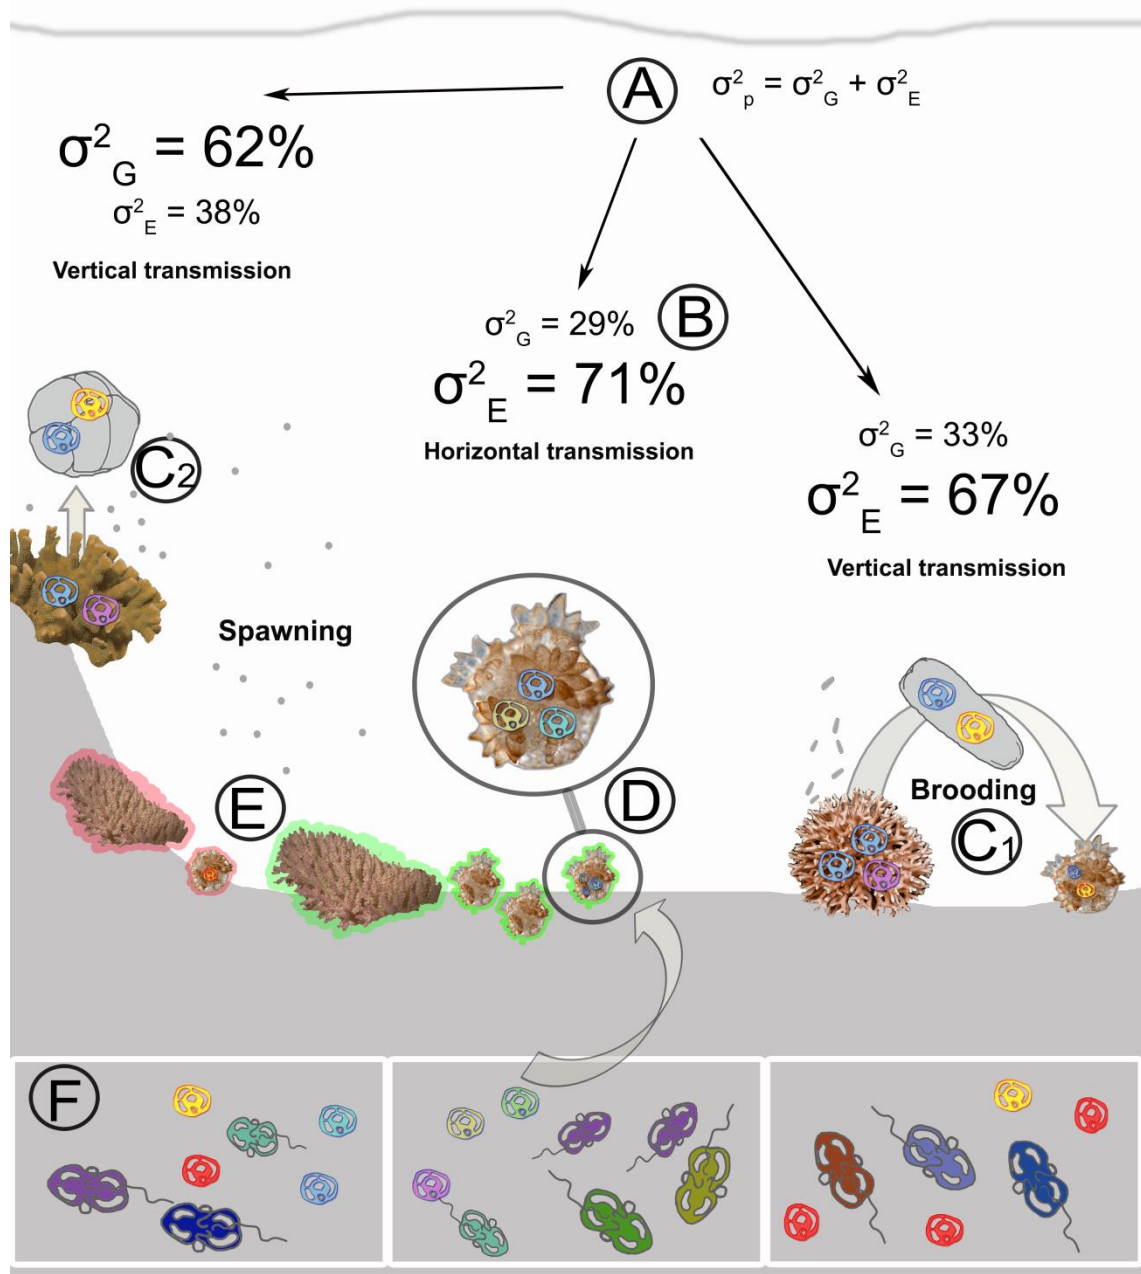 A
σ²p = σ²G + σ²E
σ²G = 62%
σ²E = 38%
Vertical transmission
σ²G = 29%
B
σ²E = 71%
Horizontal transmission
σ²G = 33%
σ²E = 67%
Vertical transmission
C2
Spawning
E
D
Brooding
C1
F